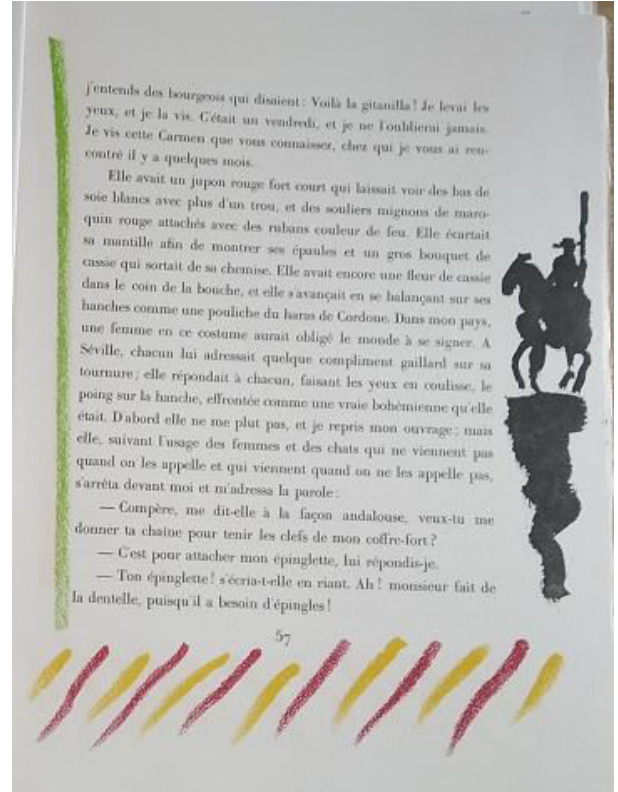 j'entends des bourgeois qui disaient: Voilà la gitanilla! Je levai les
yeux, et je la vis. C'était un vendredi, et je ne l'oublierai jamais.
Je vis cette Carmen que vous connaissez, chez qui je vous ai ren-
contré il y a quelques mois.
Elle avait un jupon rouge fort court qui laissait voir des bas de
soie blancs avec plus d'un trou, et des souliers mignons de maro-
quin rouge attachés avec des rubans couleur de feu. Elle écartait
sa mantille afin de montrer ses épaules et un gros bouquet de
cassie qui sortait de sa chemise. Elle avait encore une fleur de cassie
dans le coin de la bouche, et elle s'avançait en se balançant sur ses
hanches comme une pouliche du haras de Cordoue. Dans mon pays,
une femme en ce costume aurait obligé le monde à se signer. A
Séville, chacun lui adressait quelque compliment gaillard sur sa
tournure; elle répondait à chacun, faisant les yeux en coulisse, le
poing sur la hanche, effrontée comme une vraie bohémienne qu'elle
était. D'abord elle ne me plut pas, et je repris mon ouvrage; mais
elle, suivant l'usage des femmes et des chats qui ne viennent pas
quand on les appelle et qui viennent quand on ne les appelle pas,
s'arrêta devant moi et m'adressa la parole:
— Compère, me dit-elle à la façon andalouse, veux-tu me
donner ta chaîne pour tenir les clefs de mon coffre-fort?
— C'est pour attacher mon épinglette, lui répondis-je.
— Ton épinglette! s'écria-t-elle en riant. Ah! monsieur fait de
la dentelle, puisqu'il a besoin d'épingles!
57